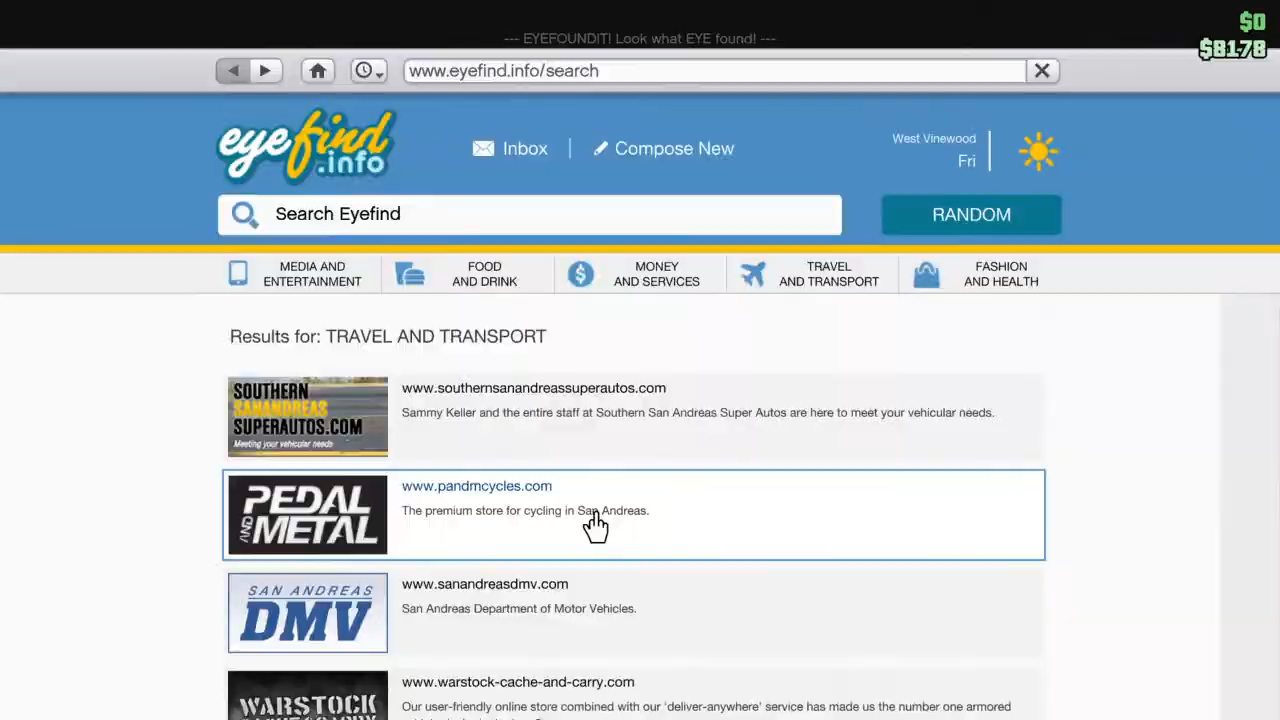 $0
--- EYEFOUNDIT! Look what EYE found! ---
$8178
www.eyefind.info/search
eyefind
.info
Inbox
Compose New
West Vinewood
Fri
Search Eyefind
RANDOM
MEDIA AND
ENTERTAINMENT
FOOD
AND DRINK
MONEY
AND SERVICES
TRAVEL
AND TRANSPORT
FASHION
AND HEALTH
Results for: TRAVEL AND TRANSPORT
SOUTHERN
SANANDREAS
SUPERAUTOS.COM
Meeting your vehicular needs
www.southernsanandreassuperautos.com
Sammy Keller and the entire staff at Southern San Andreas Super Autos are here to meet your vehicular needs.
PEDAL
AND METAL
www.pandmcycles.com
The premium store for cycling in San Andreas.
SAN ANDREAS
DMV
www.sanandreasdmv.com
San Andreas Department of Motor Vehicles.
WARSTOCK
www.warstock-cache-and-carry.com
Our user-friendly online store combined with our 'deliver-anywhere' service has made us the number one armored